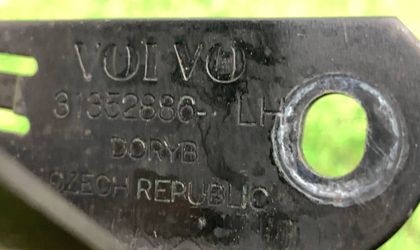 VOLVO
31352886- LH
DORYB
CZECH REPUBLIC